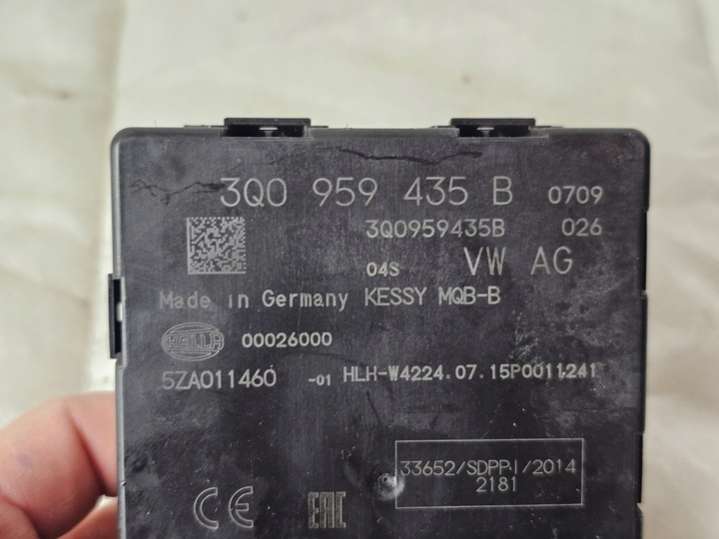 3Q0 959 435 B 0709
3Q0959435B 026
04S VW AG
Made in Germany KESSY MQB-B
HELLA 00026000
5ZA011460 -01 HLH-W4224.07.15P0011241
33652/SDPPI/2014
2181
CE EAC